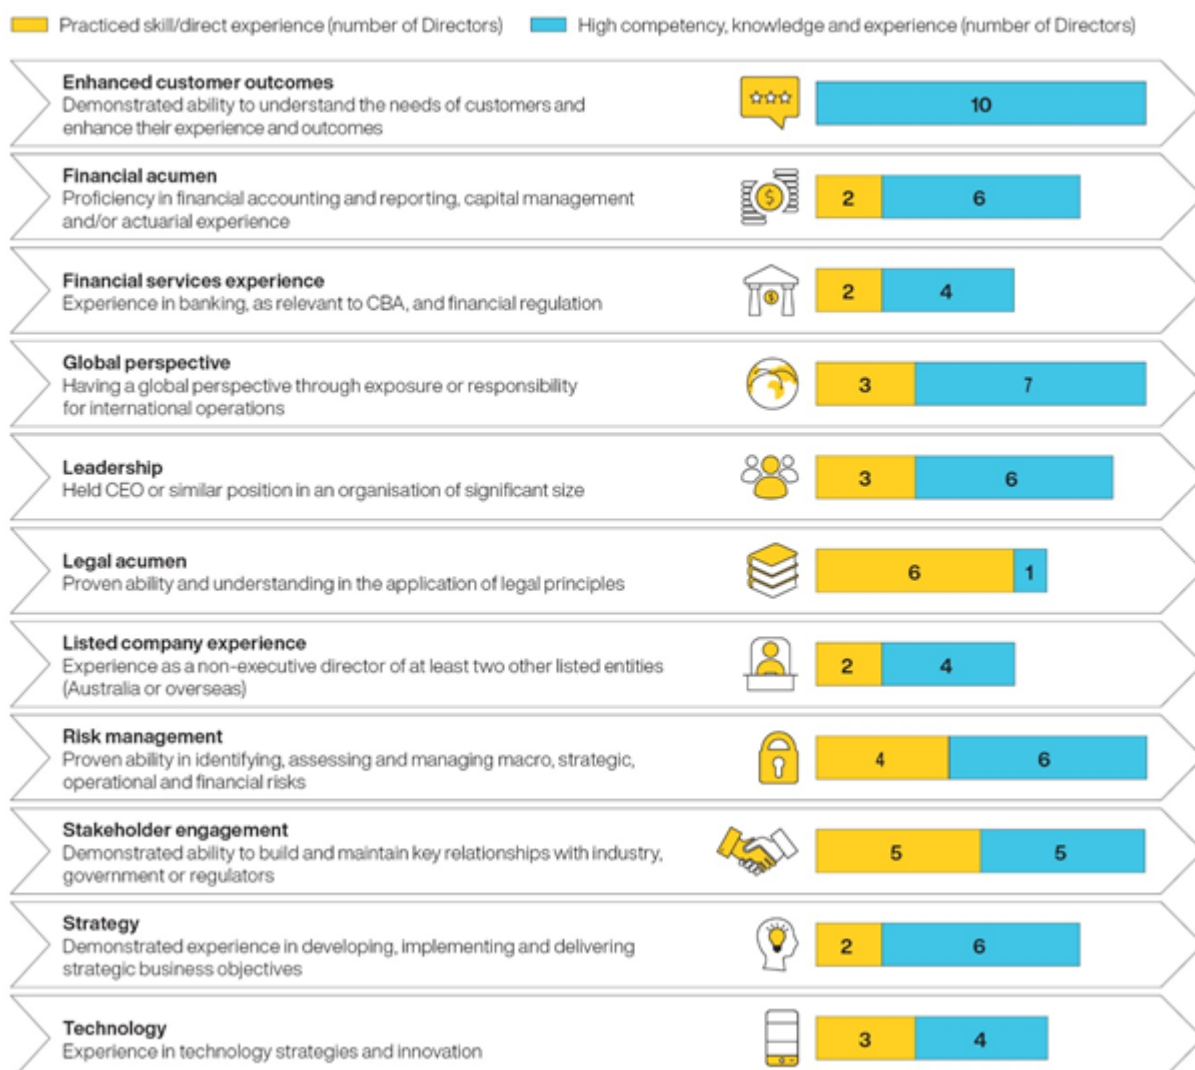 Practiced skill/direct experience (number of Directors) High competency, knowledge and experience (number of Directors)
Enhanced customer outcomes
Demonstrated ability to understand the needs of customers and
enhance their experience and outcomes
10
Financial acumen
Proficiency in financial accounting and reporting, capital management
and/or actuarial experience
2 6
Financial services experience
Experience in banking, as relevant to CBA, and financial regulation
2 4
Global perspective
Having a global perspective through exposure or responsibility
for international operations
3 7
Leadership
Held CEO or similar position in an organisation of significant size
3 6
Legal acumen
Proven ability and understanding in the application of legal principles
6 1
Listed company experience
Experience as a non-executive director of at least two other listed entities
(Australia or overseas)
2 4
Risk management
Proven ability in identifying, assessing and managing macro, strategic,
operational and financial risks
4 6
Stakeholder engagement
Demonstrated ability to build and maintain key relationships with industry,
government or regulators
5 5
Strategy
Demonstrated experience in developing, implementing and delivering
strategic business objectives
2 6
Technology
Experience in technology strategies and innovation
3 4